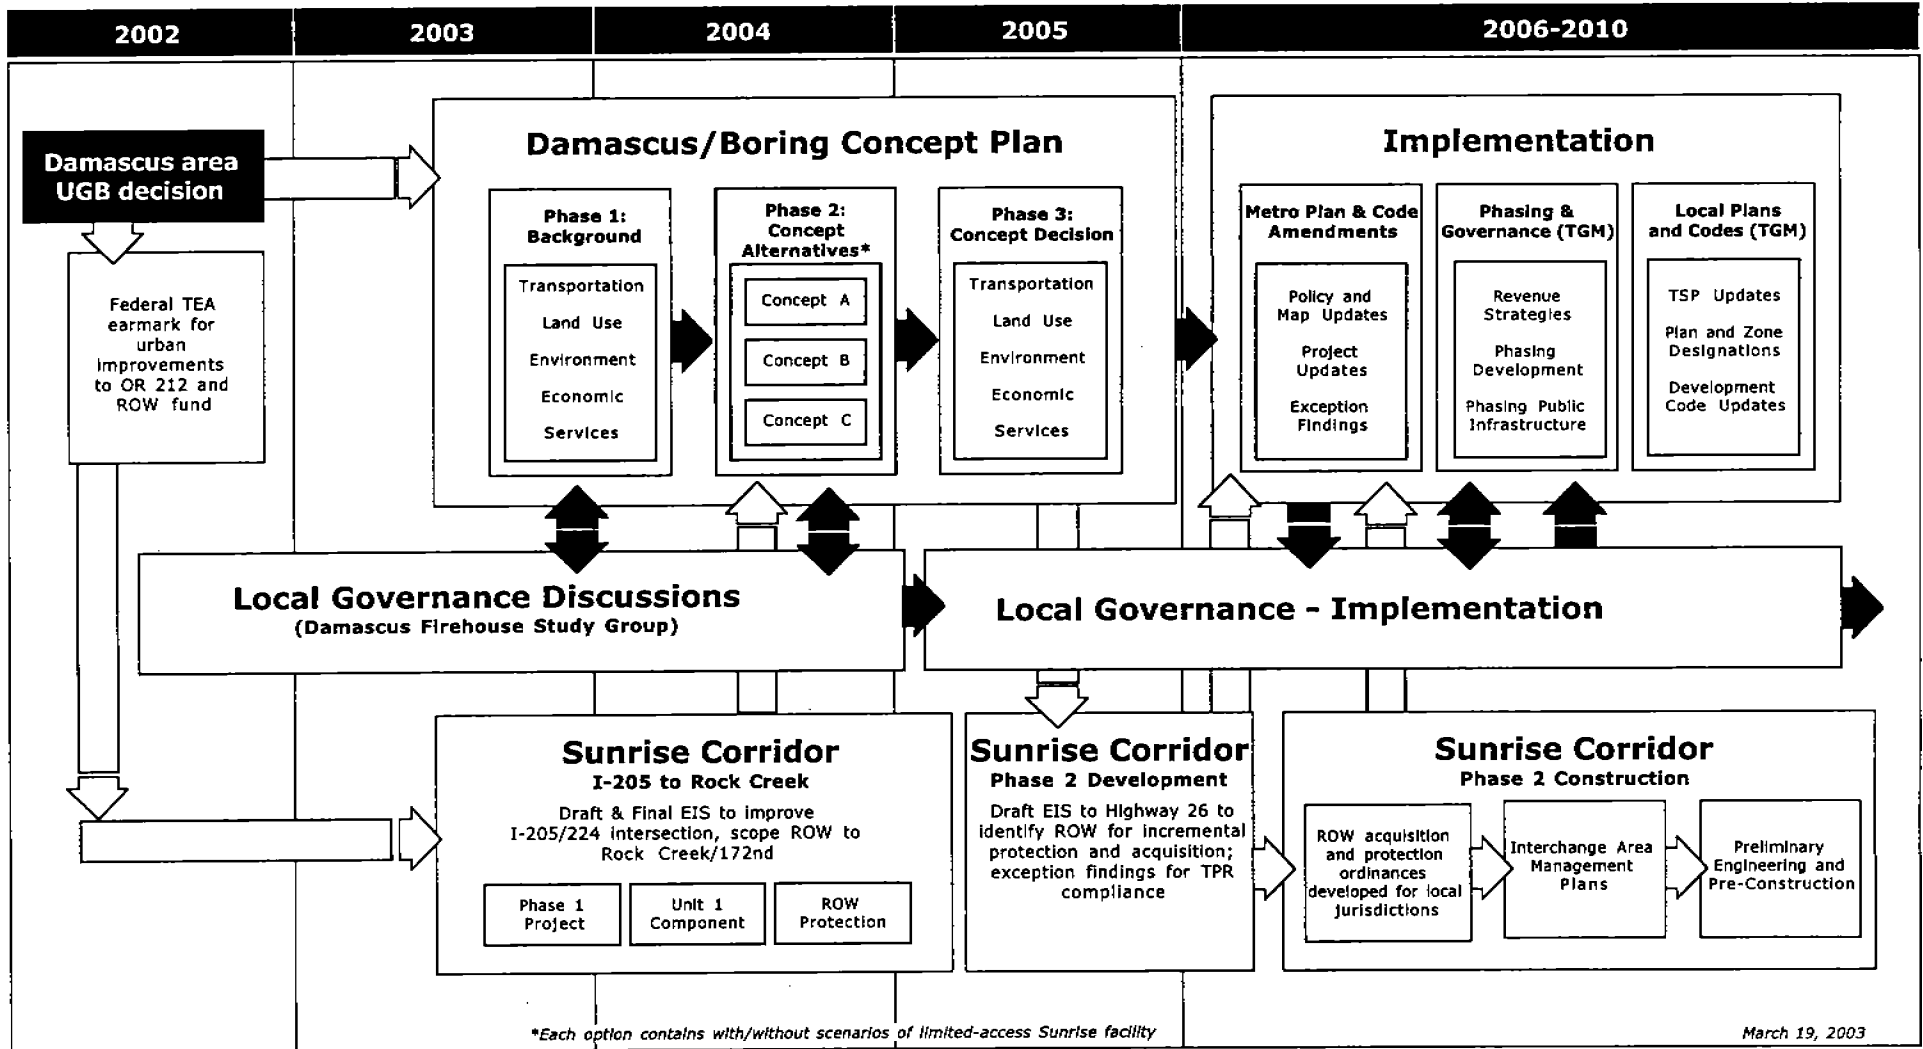 2002
2003
2004
2005
2006-2010
Damascus area
UGB decision
Federal TEA
earmark for
urban
improvements
to OR 212 and
ROW fund
Damascus/Boring Concept Plan
Phase 1:
Background
Transportation
Land Use
Environment
Economic
Services
Phase 2:
Concept
Alternatives*
Concept A
Concept B
Concept C
Phase 3:
Concept Decision
Transportation
Land Use
Environment
Economic
Services
Implementation
Metro Plan & Code
Amendments
Policy and
Map Updates
Project
Updates
Exception
Findings
Phasing &
Governance (TGM)
Revenue
Strategies
Phasing
Development
Phasing Public
Infrastructure
Local Plans
and Codes (TGM)
TSP Updates
Plan and Zone
Designations
Development
Code Updates
Local Governance Discussions
(Damascus Firehouse Study Group)
Local Governance - Implementation
Sunrise Corridor
I-205 to Rock Creek
Draft & Final EIS to improve
I-205/224 intersection, scope ROW to
Rock Creek/172nd
Phase 1
Project
Unit 1
Component
ROW
Protection
Sunrise Corridor
Phase 2 Development
Draft EIS to Highway 26 to
identify ROW for incremental
protection and acquisition;
exception findings for TPR
compliance
Sunrise Corridor
Phase 2 Construction
ROW acquisition
and protection
ordinances
developed for local
jurisdictions
Interchange Area
Management
Plans
Preliminary
Engineering and
Pre-Construction
*Each option contains with/without scenarios of limited-access Sunrise facility
March 19, 2003